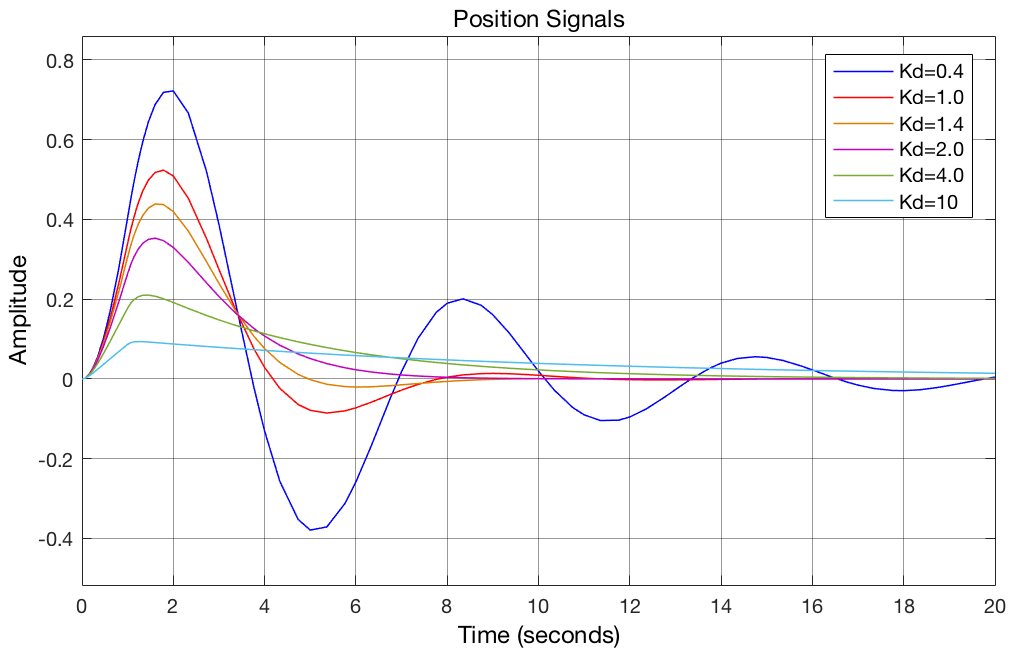 Position Signals
0.8
0.6
0.4
0.2
0
-0.2
-0.4
Amplitude
Kd=0.4
Kd=1.0
Kd=1.4
Kd=2.0
Kd=4.0
Kd=10
0 2 4 6 8 10 12 14 16 18 20
Time (seconds)